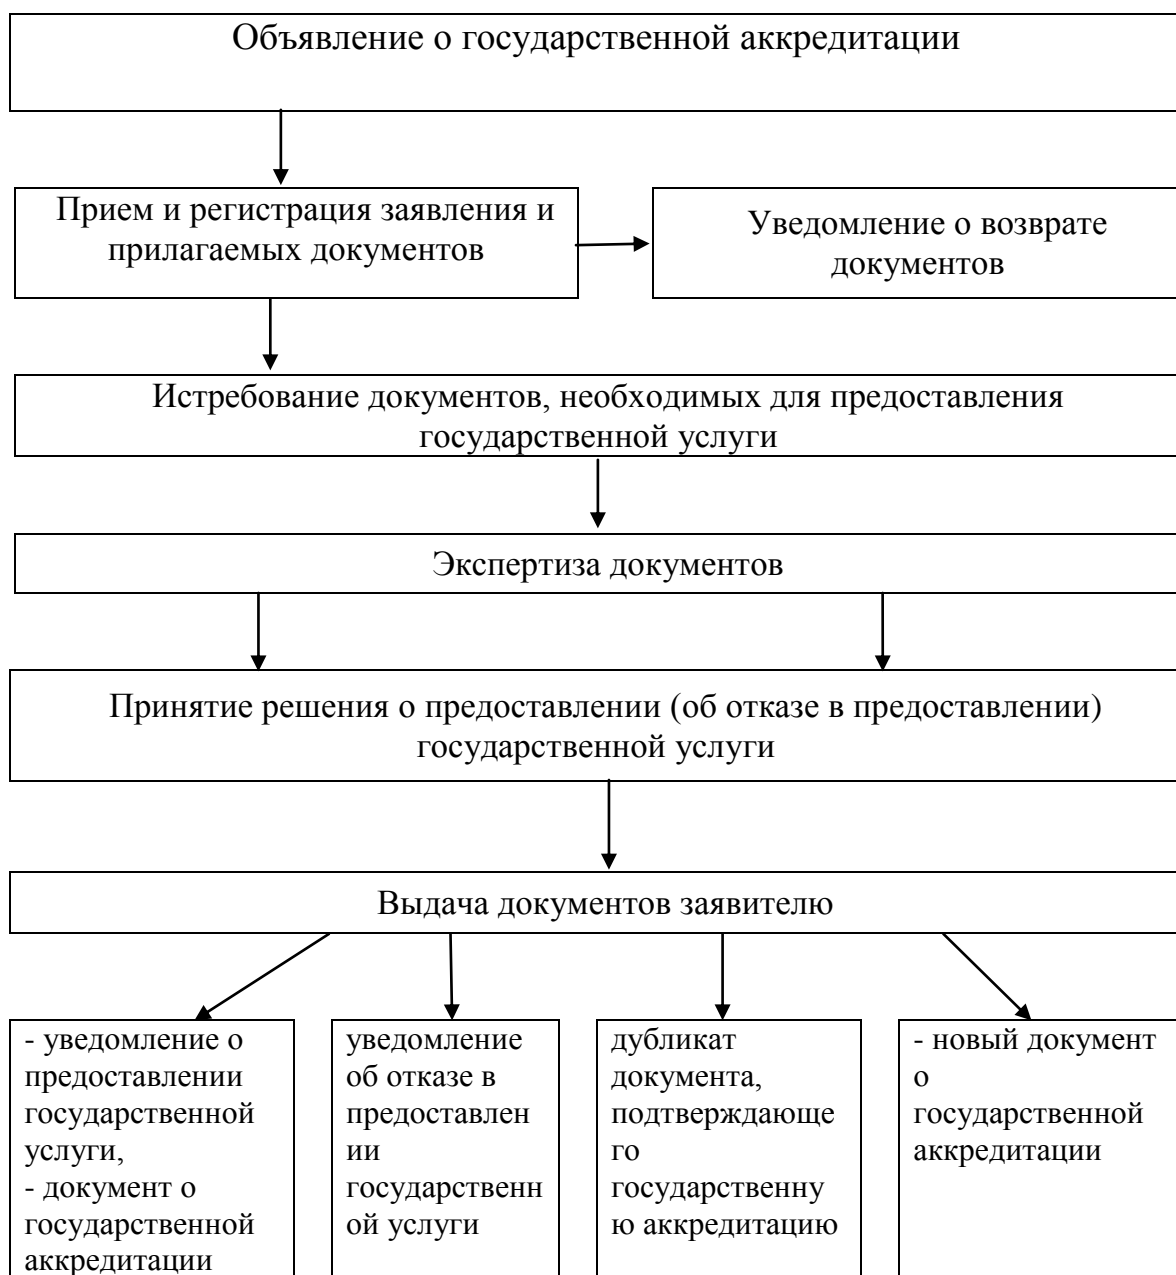 Объявление о государственной аккредитации
Прием и регистрация заявления и
прилагаемых документов
Уведомление о возврате
документов
Истребование документов, необходимых для предоставления
государственной услуги
Экспертиза документов
Принятие решения о предоставлении (об отказе в предоставлении)
государственной услуги
Выдача документов заявителю
- уведомление о
предоставлении
государственной
услуги,
- документ о
государственной
аккредитации
уведомление
об отказе в
предоставлен
ии
государственн
ой услуги
дубликат
документа,
подтверждающе
го
государственну
ю аккредитацию
- новый документ
о
государственной
аккредитации